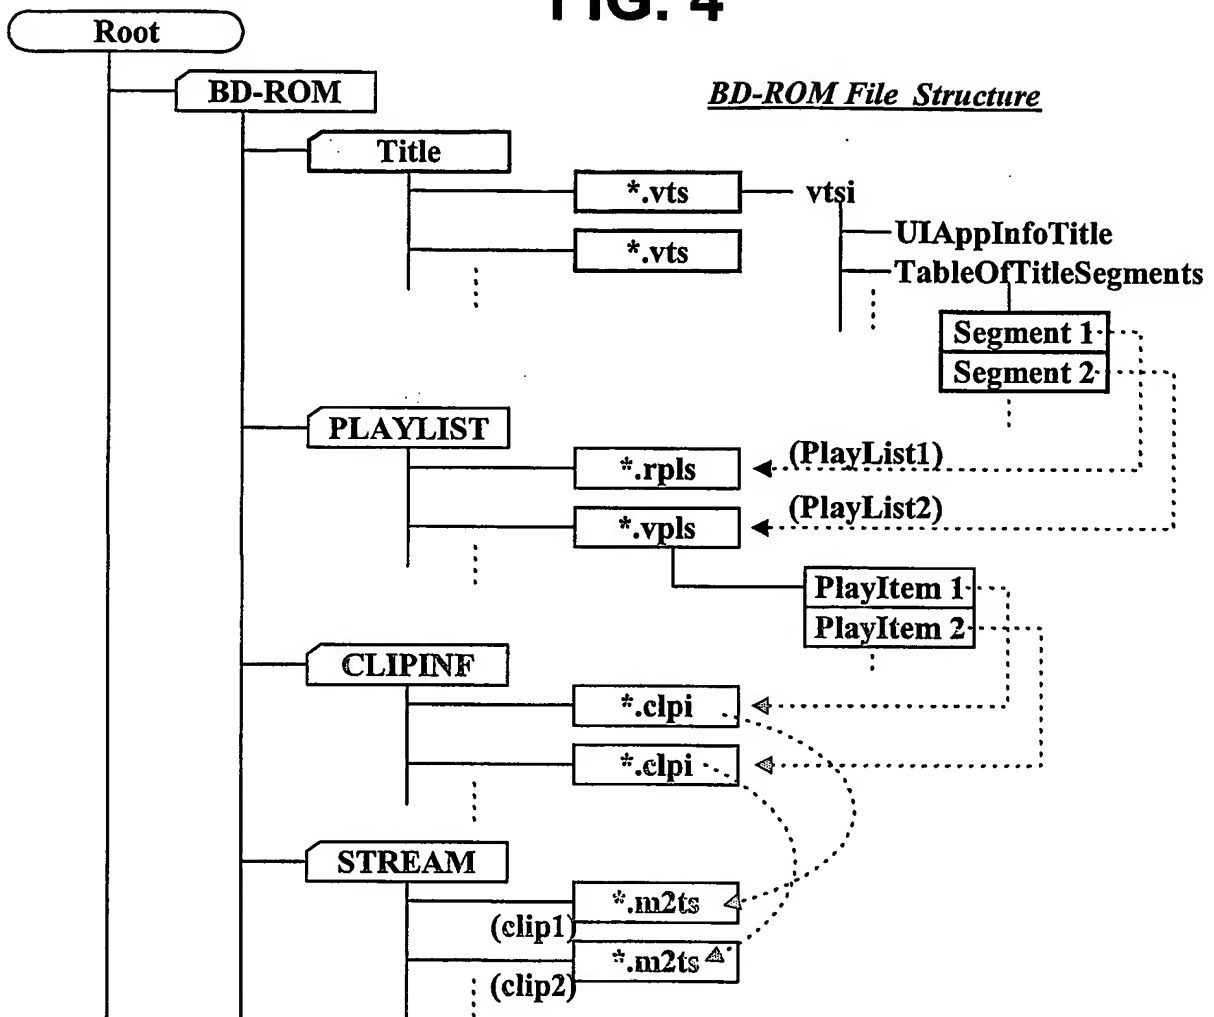 FIG. 4
Root
BD-ROM
BD-ROM File Structure
Title
*.vts
vtsi
UIAppInfoTitle
*.vts
TableOfTitleSegments
Segment 1
Segment 2
PLAYLIST
*.rpls
(PlayList1)
*.vpls
(PlayList2)
PlayItem 1
PlayItem 2
CLIPINF
*.clpi
*.clpi
STREAM
*.m2ts
(clip1)
*.m2ts
(clip2)